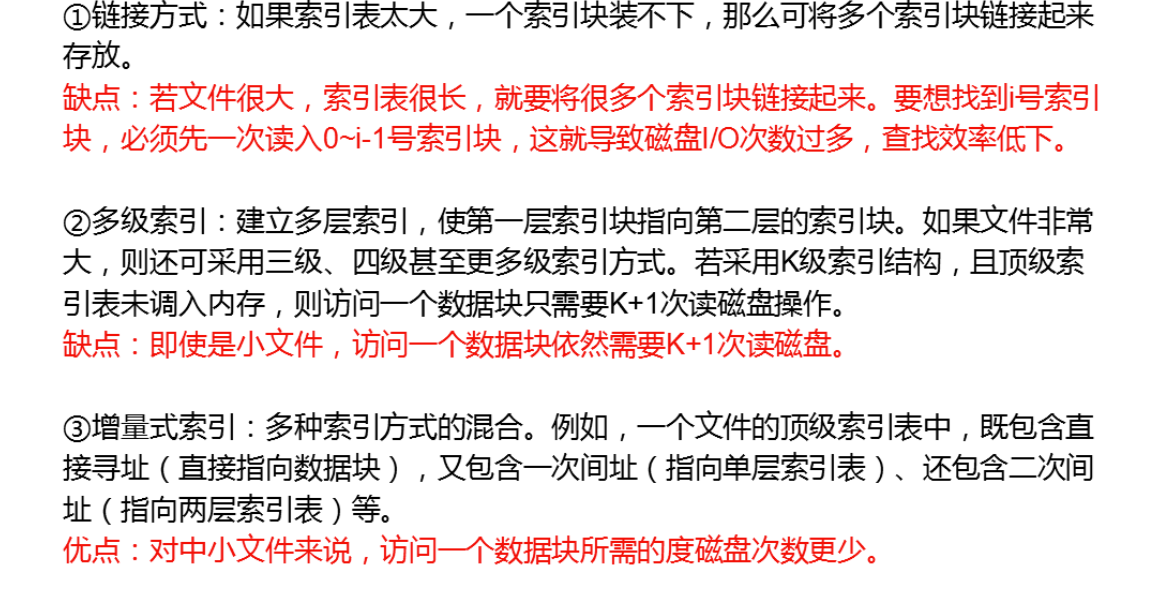 ①链接方式：如果索引表太大，一个索引块装不下，那么可将多个索引块链接起来
存放。
缺点：若文件很大，索引表很长，就要将很多个索引块链接起来。要想找到i号索引
块，必须先一次读入0~i-1号索引块，这就导致磁盘I/O次数过多，查找效率低下。
②多级索引：建立多层索引，使第一层索引块指向第二层的索引块。如果文件非常
大，则还可采用三级、四级甚至更多级索引方式。若采用K级索引结构，且顶级索
引表未调入内存，则访问一个数据块只需要K+1次读磁盘操作。
缺点：即使是小文件，访问一个数据块依然需要K+1次读磁盘。
③增量式索引：多种索引方式的混合。例如，一个文件的顶级索引表中，既包含直
接寻址（直接指向数据块），又包含一次间址（指向单层索引表）、还包含二次间
址（指向两层索引表）等。
优点：对中小文件来说，访问一个数据块所需的度磁盘次数更少。